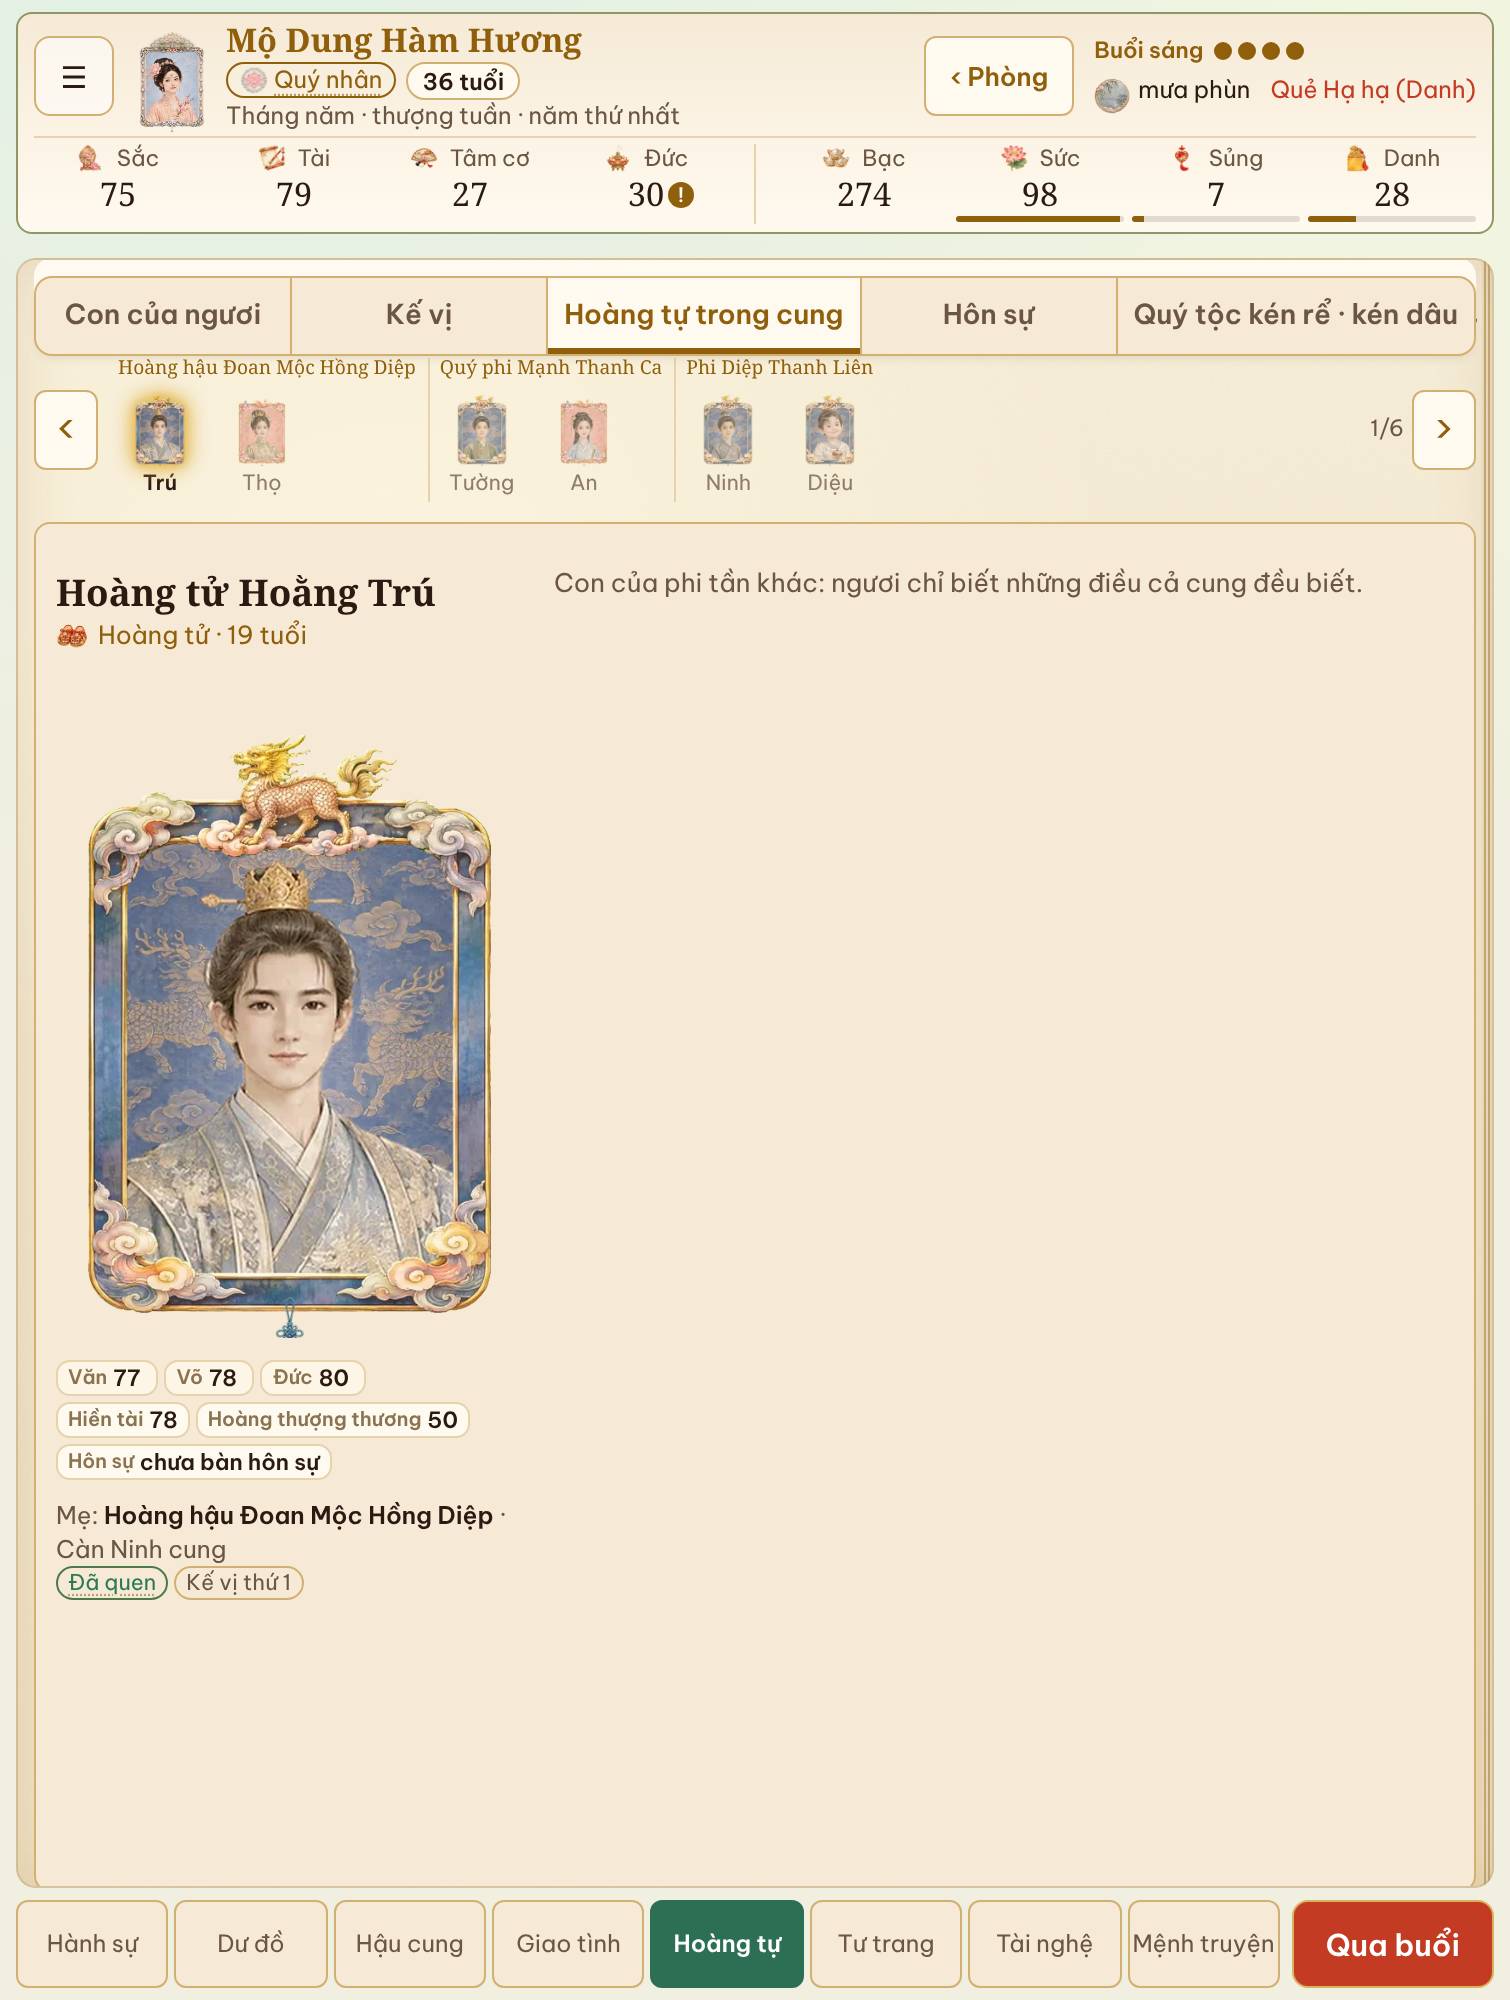 ☰
Mộ Dung Hàm Hương
Quý nhân
36 tuổi
Tháng năm · thượng tuần · năm thứ nhất
‹ Phòng
Buổi sáng
mưa phùn
Quẻ Hạ hạ (Danh)
Sắc
75
Tài
79
Tâm cơ
27
Đức
30 !
Bạc
274
Sức
98
Sủng
7
Danh
28
Con của ngươi
Kế vị
Hoàng tự trong cung
Hôn sự
Quý tộc kén rể · kén dâu
Hoàng hậu Đoan Mộc Hồng Diệp
Quý phi Mạnh Thanh Ca
Phi Diệp Thanh Liên
‹
Trú
Thọ
Tường
An
Ninh
Diệu
1/6
›
Hoàng tử Hoằng Trú
Hoàng tử · 19 tuổi
Con của phi tần khác: ngươi chỉ biết những điều cả cung đều biết.
Văn 77
Võ 78
Đức 80
Hiền tài 78
Hoàng thượng thương 50
Hôn sự chưa bàn hôn sự
Mẹ: Hoàng hậu Đoan Mộc Hồng Diệp ·
Càn Ninh cung
Đã quen
Kế vị thứ 1
Hành sự
Dư đồ
Hậu cung
Giao tình
Hoàng tự
Tư trang
Tài nghệ
Mệnh truyện
Qua buổi